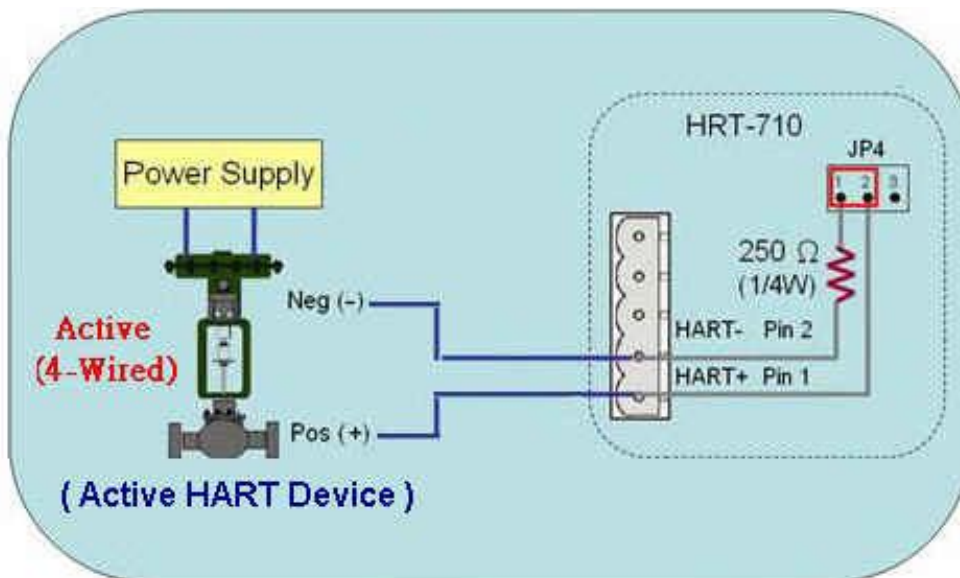 HRT-710
JP4
Power Supply
1 2 3
250 Ω
(1/4W)
Neg (-)
Active
(4-Wired)
HART- Pin 2
HART+ Pin 1
Pos (+)
( Active HART Device )